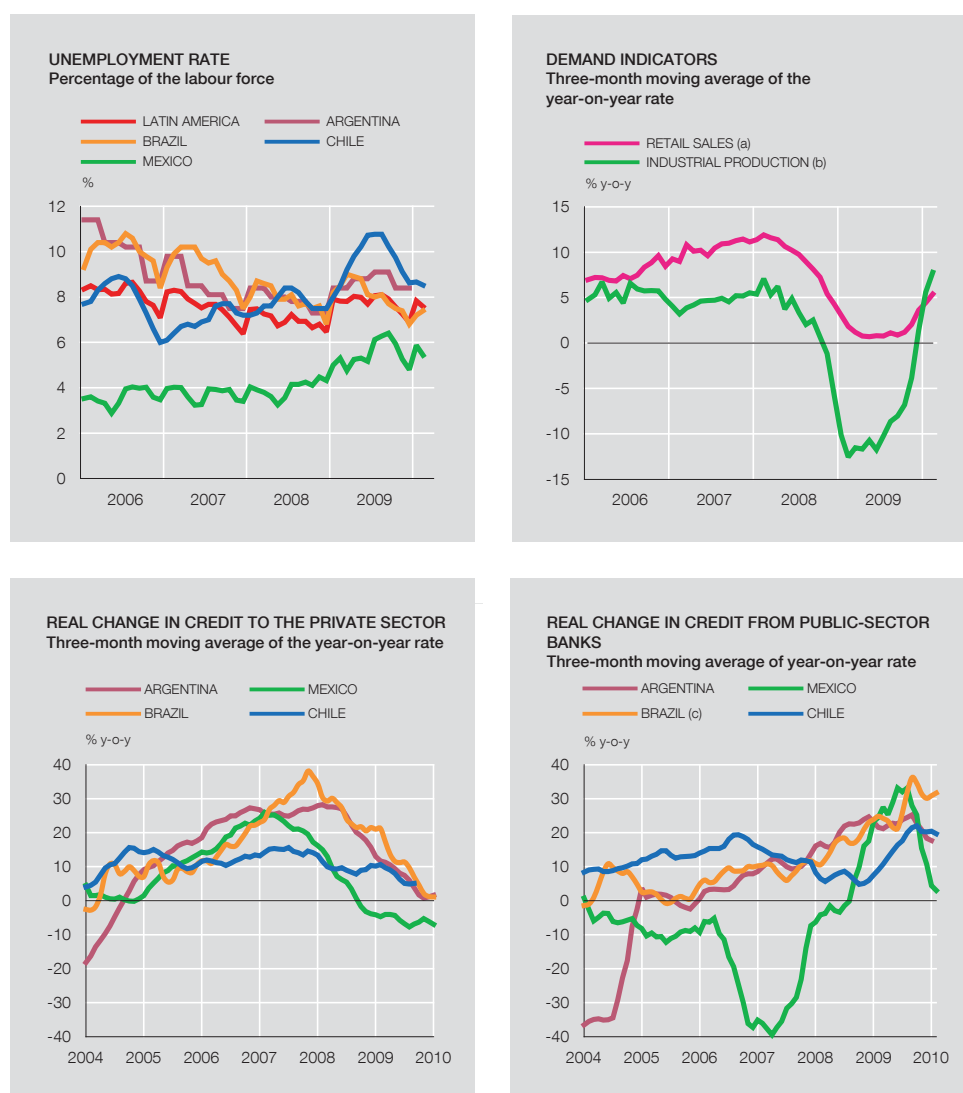 UNEMPLOYMENT RATE
Percentage of the labour force
LATIN AMERICA
ARGENTINA
BRAZIL
CHILE
MEXICO
%
12
10
8
6
4
2
0
2006 2007 2008 2009
DEMAND INDICATORS
Three-month moving average of the
year-on-year rate
RETAIL SALES (a)
INDUSTRIAL PRODUCTION (b)
% y-o-y
15
10
5
0
-5
-10
-15
2006 2007 2008 2009
REAL CHANGE IN CREDIT TO THE PRIVATE SECTOR
Three-month moving average of the year-on-year rate
ARGENTINA
MEXICO
BRAZIL
CHILE
% y-o-y
40
30
20
10
0
-10
-20
-30
-40
2004 2005 2006 2007 2008 2009 2010
REAL CHANGE IN CREDIT FROM PUBLIC-SECTOR
BANKS
Three-month moving average of year-on-year rate
ARGENTINA
MEXICO
BRAZIL (c)
CHILE
% y-o-y
40
30
20
10
0
-10
-20
-30
-40
2004 2005 2006 2007 2008 2009 2010